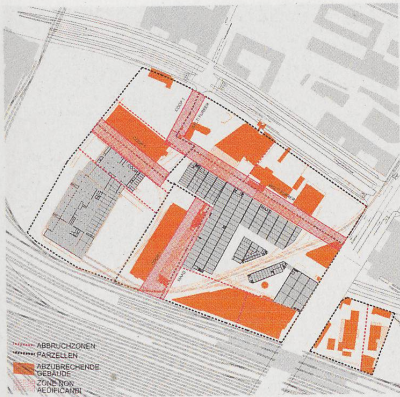 ABBRUCHZONEN
PARZELLEN
ABZUBRECHENDE
GEBÄUDE
ZONE NON
AEDIFICANDI